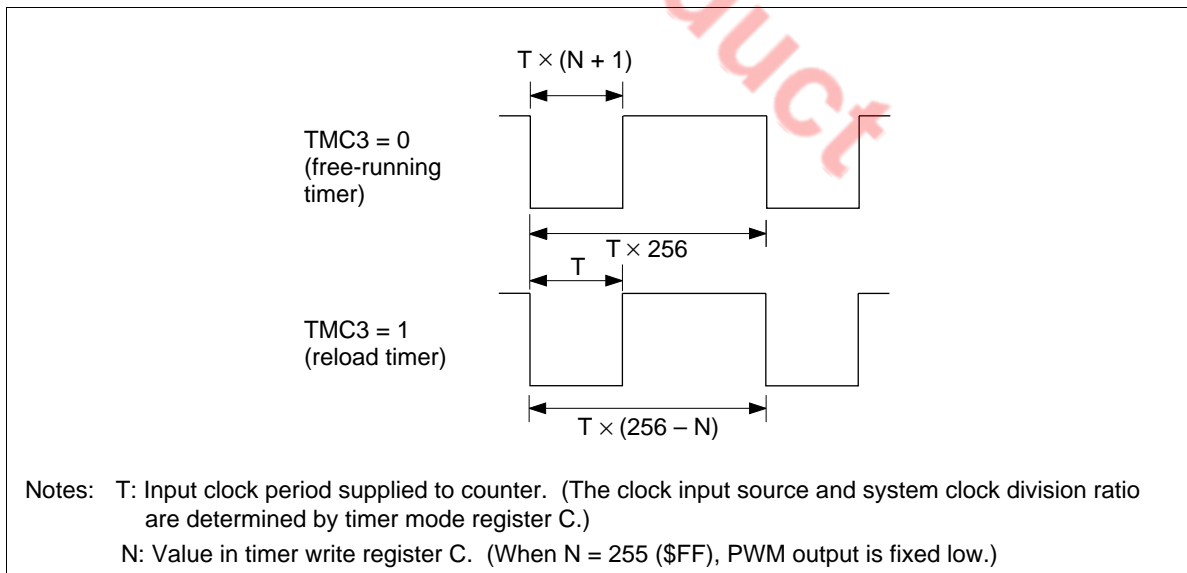 duct
T × (N + 1)
TMC3 = 0
(free-running
timer)
T × 256
T
TMC3 = 1
(reload timer)
T × (256 – N)
Notes: T: Input clock period supplied to counter. (The clock input source and system clock division ratio
are determined by timer mode register C.)
N: Value in timer write register C. (When N = 255 ($FF), PWM output is fixed low.)